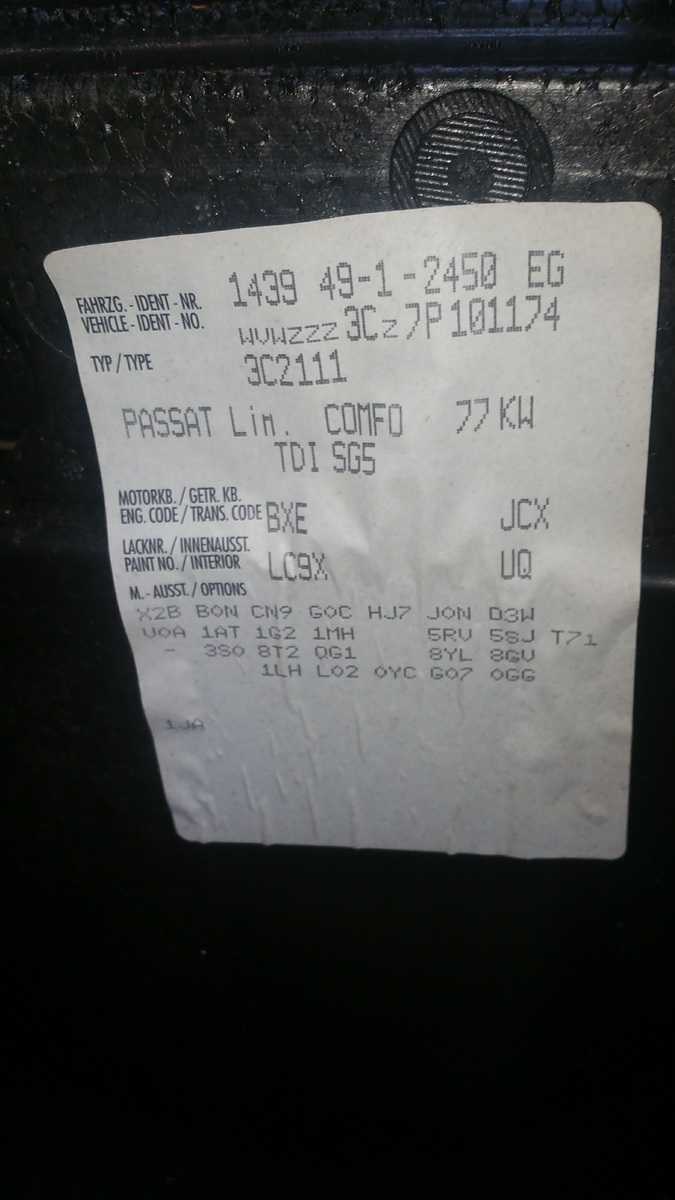 1439 49-1-2450 EG
FAHRZG.-IDENT-NR.
VEHICLE-IDENT-NO. WVWZZZ3CZ7P101174
TYP/TYPE 3C2111
PASSAT Lim. COMFO 77KW
TDI SG5
MOTORKB./GETR. KB.
ENG. CODE/TRANS. CODE BXE JCX
LACKNR./INNENAUSST.
PAINT NO./INTERIOR LC9X UQ
M.-AUSST./OPTIONS
X2B B0N CN9 G0C HJ7 J0N D3W
V0A 1AT 1G2 1MH 5RV 5SJ T71
- 3S0 8T2 QG1 8YL 8GV
1LH L02 0YC G07 0GG
1JA